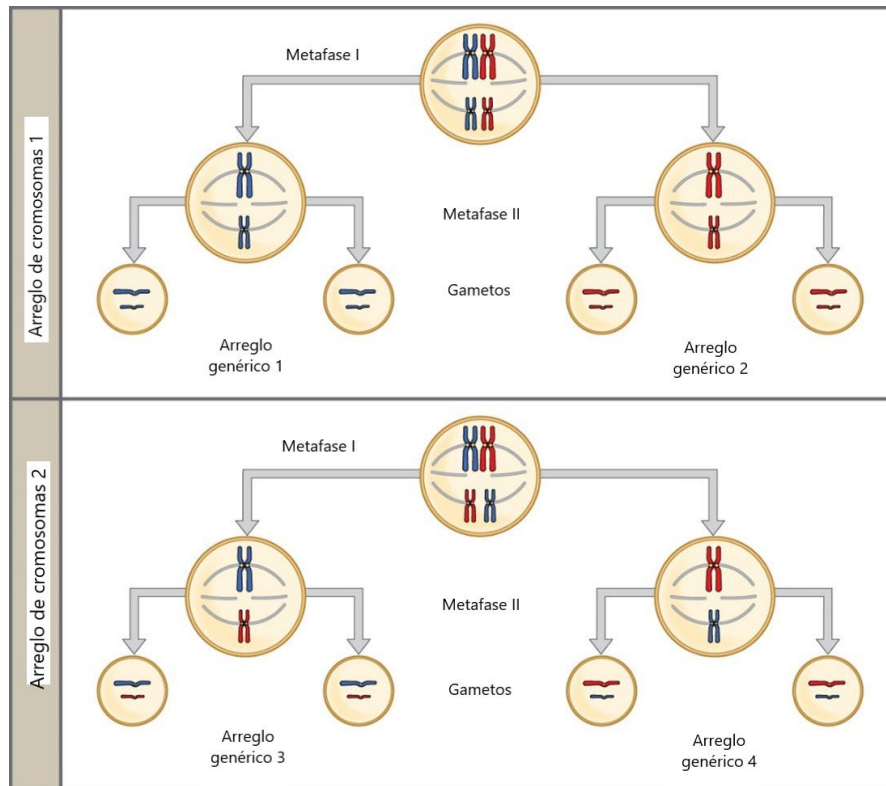 Arreglo de cromosomas 1
Metafase I
Metafase II
Gametos
Arreglo
genérico 1
Arreglo
genérico 2
Arreglo de cromosomas 2
Metafase I
Metafase II
Gametos
Arreglo
genérico 3
Arreglo
genérico 4